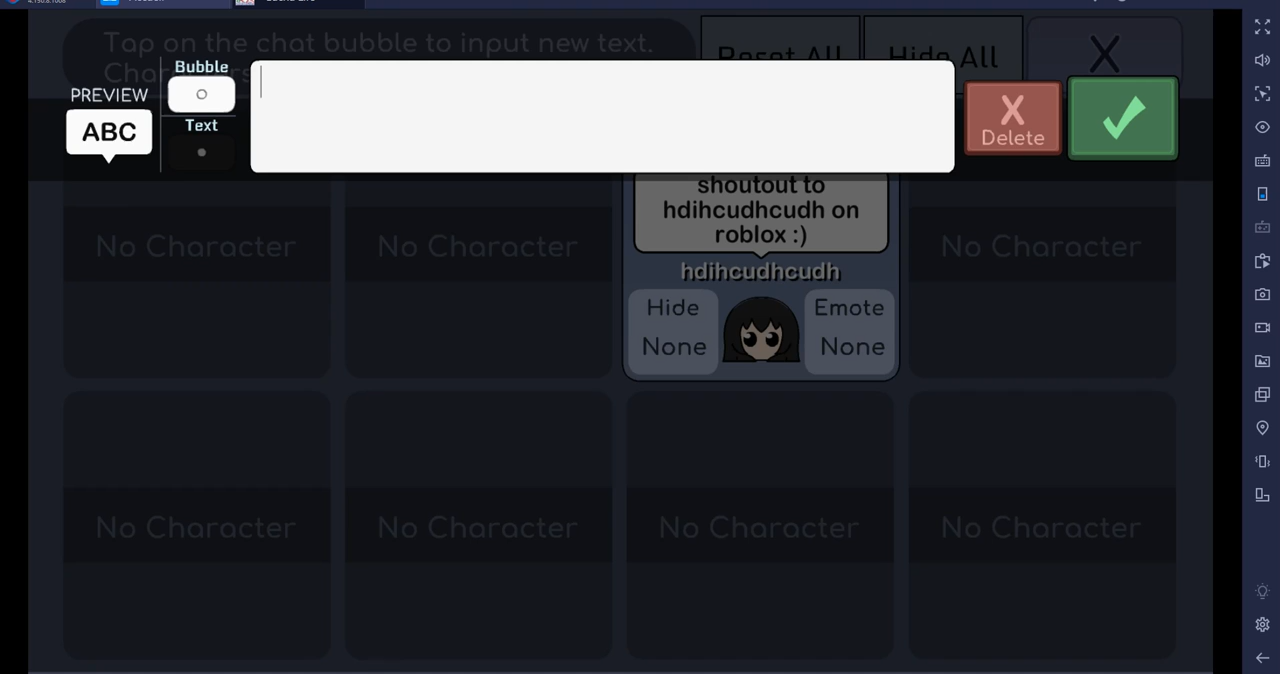 Tap on the chat bubble to input new text.
Reset All
Hide All
X
Bubble
PREVIEW
ABC
Text
X
Delete
shoutout to
hdihcudhcudh on
roblox :)
hdihcudhcudh
Hide
None
Emote
None
No Character
No Character
No Character
No Character
No Character
No Character
No Character